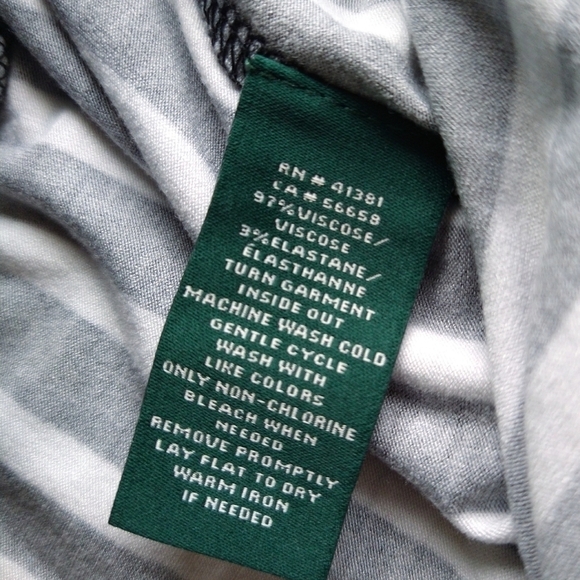 RN # 41381
CA # 56658
97%VISCOSE/
VISCOSE
3%ELASTANE/
ÉLASTHANNE
TURN GARMENT
INSIDE OUT
MACHINE WASH COLD
GENTLE CYCLE
WASH WITH
LIKE COLORS
ONLY NON-CHLORINE
BLEACH WHEN
NEEDED
REMOVE PROMPTLY
LAY FLAT TO DRY
WARM IRON
IF NEEDED